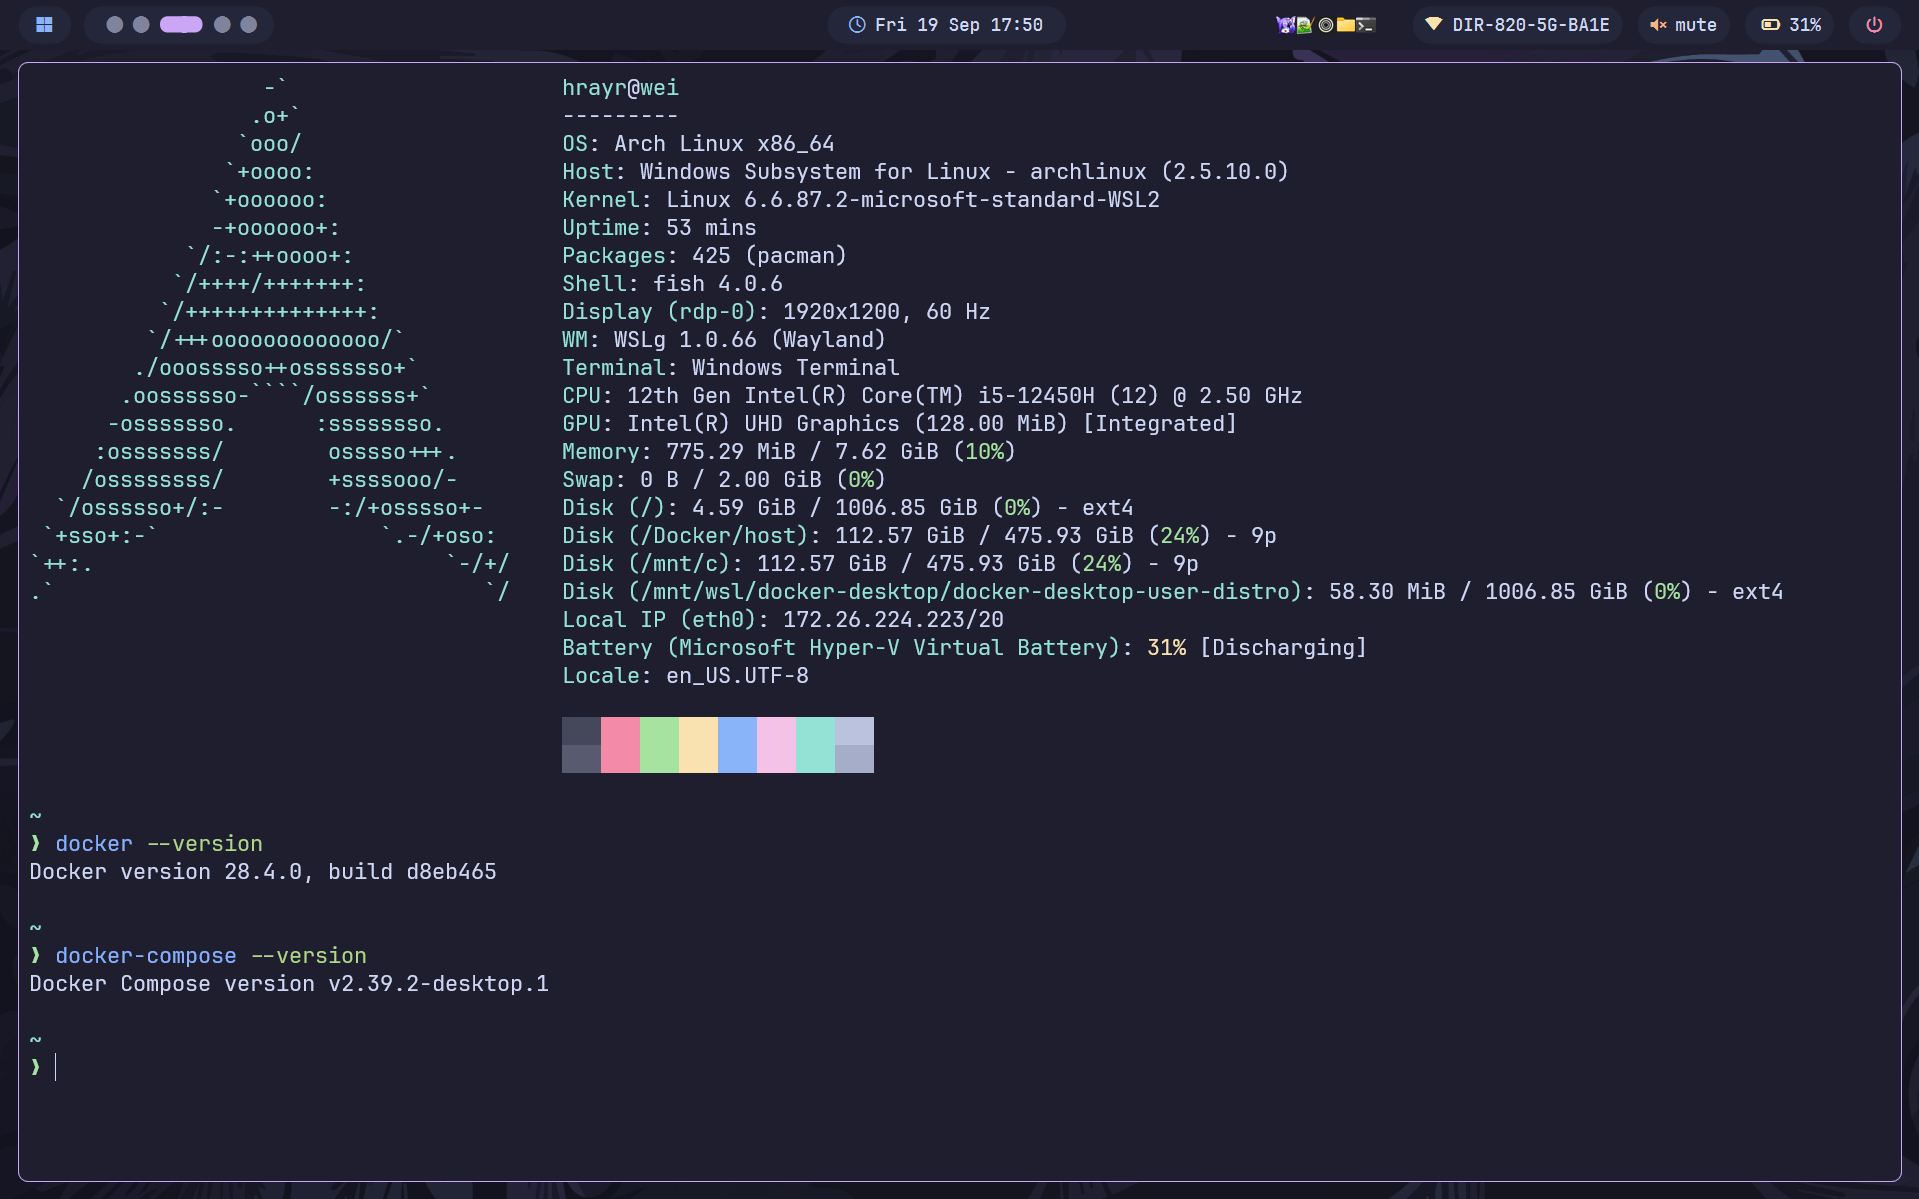 Fri 19 Sep 17:50
DIR-820-5G-BA1E
mute
31%
                  -`
                 .o+`
                `ooo/
               `+oooo:
              `+oooooo:
              -+oooooo+:
            `/:-:++oooo+:
           `/++++/+++++++:
          `/++++++++++++++:
         `/+++ooooooooooooo/`
        ./ooosssso++osssssso+`
       .oossssso-````/ossssss+`
      -osssssso.      :ssssssso.
     :osssssss/        osssso+++.
    /ossssssss/        +ssssooo/-
  `/ossssso+/:-        -:/+osssso+-
 `+sso+:-`                 `.-/+oso:
`++:.                           `-/+/
.`                                 `/
hrayr@wei
---------
OS: Arch Linux x86_64
Host: Windows Subsystem for Linux - archlinux (2.5.10.0)
Kernel: Linux 6.6.87.2-microsoft-standard-WSL2
Uptime: 53 mins
Packages: 425 (pacman)
Shell: fish 4.0.6
Display (rdp-0): 1920x1200, 60 Hz
WM: WSLg 1.0.66 (Wayland)
Terminal: Windows Terminal
CPU: 12th Gen Intel(R) Core(TM) i5-12450H (12) @ 2.50 GHz
GPU: Intel(R) UHD Graphics (128.00 MiB) [Integrated]
Memory: 775.29 MiB / 7.62 GiB (10%)
Swap: 0 B / 2.00 GiB (0%)
Disk (/): 4.59 GiB / 1006.85 GiB (0%) - ext4
Disk (/Docker/host): 112.57 GiB / 475.93 GiB (24%) - 9p
Disk (/mnt/c): 112.57 GiB / 475.93 GiB (24%) - 9p
Disk (/mnt/wsl/docker-desktop/docker-desktop-user-distro): 58.30 MiB / 1006.85 GiB (0%) - ext4
Local IP (eth0): 172.26.224.223/20
Battery (Microsoft Hyper-V Virtual Battery): 31% [Discharging]
Locale: en_US.UTF-8
~
❯ docker --version
Docker version 28.4.0, build d8eb465
~
❯ docker-compose --version
Docker Compose version v2.39.2-desktop.1
~
❯